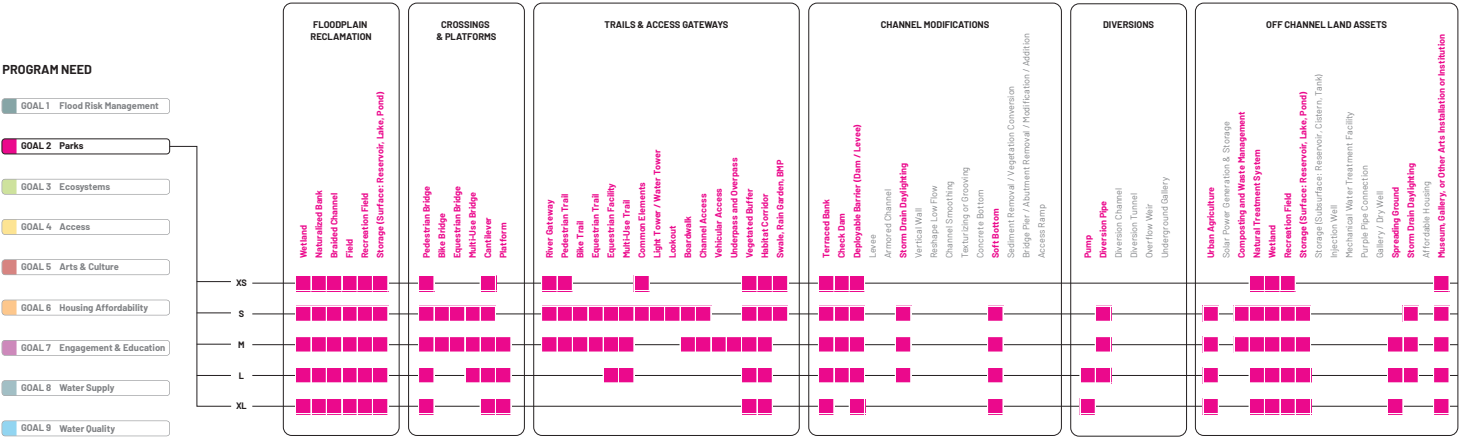 FLOODPLAIN
RECLAMATION
CROSSINGS
& PLATFORMS
TRAILS & ACCESS GATEWAYS
CHANNEL MODIFICATIONS
DIVERSIONS
OFF CHANNEL LAND ASSETS
PROGRAM NEED
GOAL 1 Flood Risk Management
GOAL 2 Parks
GOAL 3 Ecosystems
GOAL 4 Access
GOAL 5 Arts & Culture
GOAL 6 Housing Affordability
GOAL 7 Engagement & Education
GOAL 8 Water Supply
GOAL 9 Water Quality
Wetland
Naturalized Bank
Braided Channel
Field
Recreation Field
Storage (Surface: Reservoir, Lake, Pond)
Pedestrian Bridge
Bike Bridge
Equestrian Bridge
Multi-Use Bridge
Cantilever
Platform
River Gateway
Pedestrian Trail
Bike Trail
Equestrian Trail
Equestrian Facility
Multi-Use Trail
Common Elements
Light Tower / Water Tower
Lookout
Boardwalk
Channel Access
Vehicular Access
Underpass and Overpass
Vegetated Buffer
Habitat Corridor
Swale, Rain Garden, BMP
Terraced Bank
Check Dam
Deployable Barrier (Dam / Levee)
Levee
Armored Channel
Storm Drain Daylighting
Vertical Wall
Reshape Low Flow
Channel Smoothing
Texturizing or Grooving
Concrete Bottom
Soft Bottom
Sediment Removal / Vegetation Conversion
Bridge Pier / Abutment Removal / Modification / Addition
Access Ramp
Pump
Diversion Pipe
Diversion Channel
Diversion Tunnel
Overflow Weir
Underground Gallery
Urban Agriculture
Solar Power Generation & Storage
Composting and Waste Management
Natural Treatment System
Wetland
Recreation Field
Storage (Surface: Reservoir, Lake, Pond)
Storage (Subsurface: Reservoir, Cistern, Tank)
Injection Well
Mechanical Water Treatment Facility
Purple Pipe Connection
Gallery / Dry Well
Spreading Ground
Storm Drain Daylighting
Affordable Housing
Museum, Gallery, or Other Arts Installation or Institution
XS
S
M
L
XL